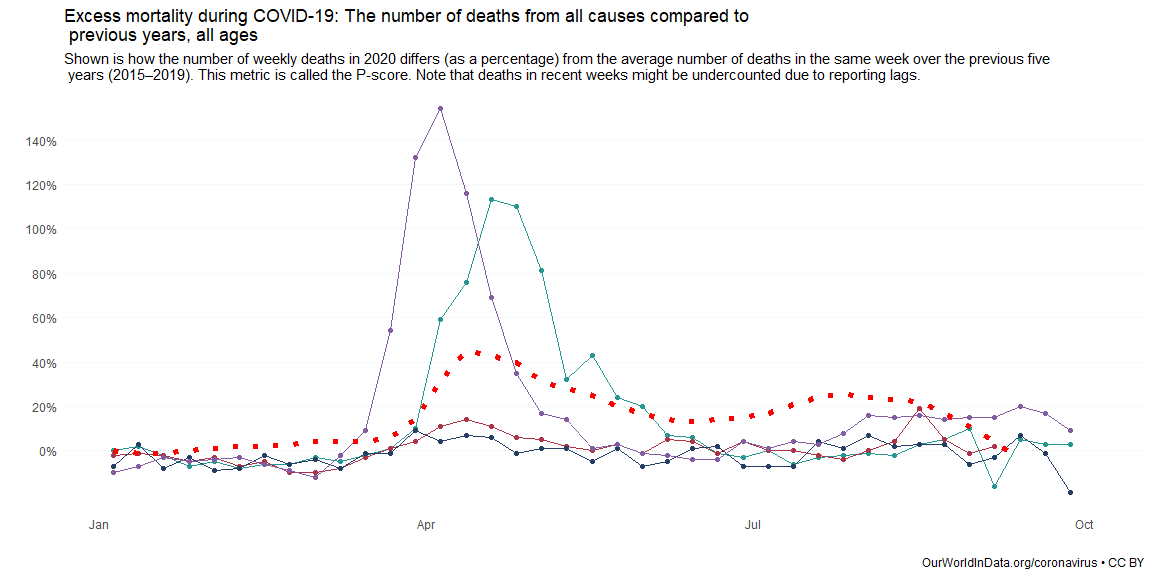 Excess mortality during COVID-19: The number of deaths from all causes compared to
previous years, all ages
Shown is how the number of weekly deaths in 2020 differs (as a percentage) from the average number of deaths in the same week over the previous five
years (2015–2019). This metric is called the P-score. Note that deaths in recent weeks might be undercounted due to reporting lags.
140%
120%
100%
80%
60%
40%
20%
0%
Jan Apr Jul Oct
OurWorldInData.org/coronavirus • CC BY